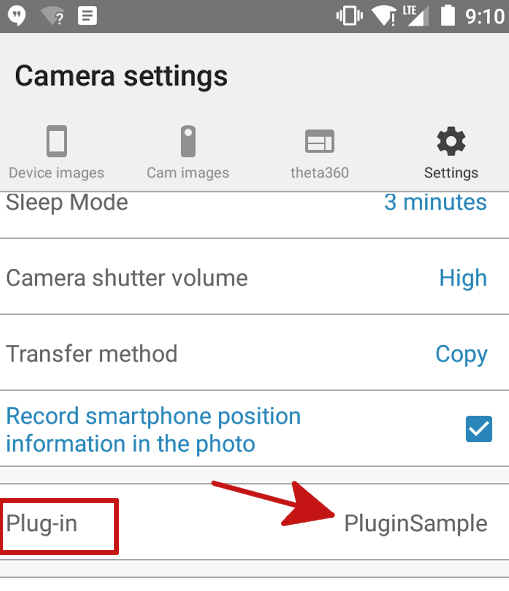 LTE 9:10
Camera settings
Device images Cam images theta360 Settings
Sleep Mode 3 minutes
Camera shutter volume High
Transfer method Copy
Record smartphone position
information in the photo
Plug-in PluginSample